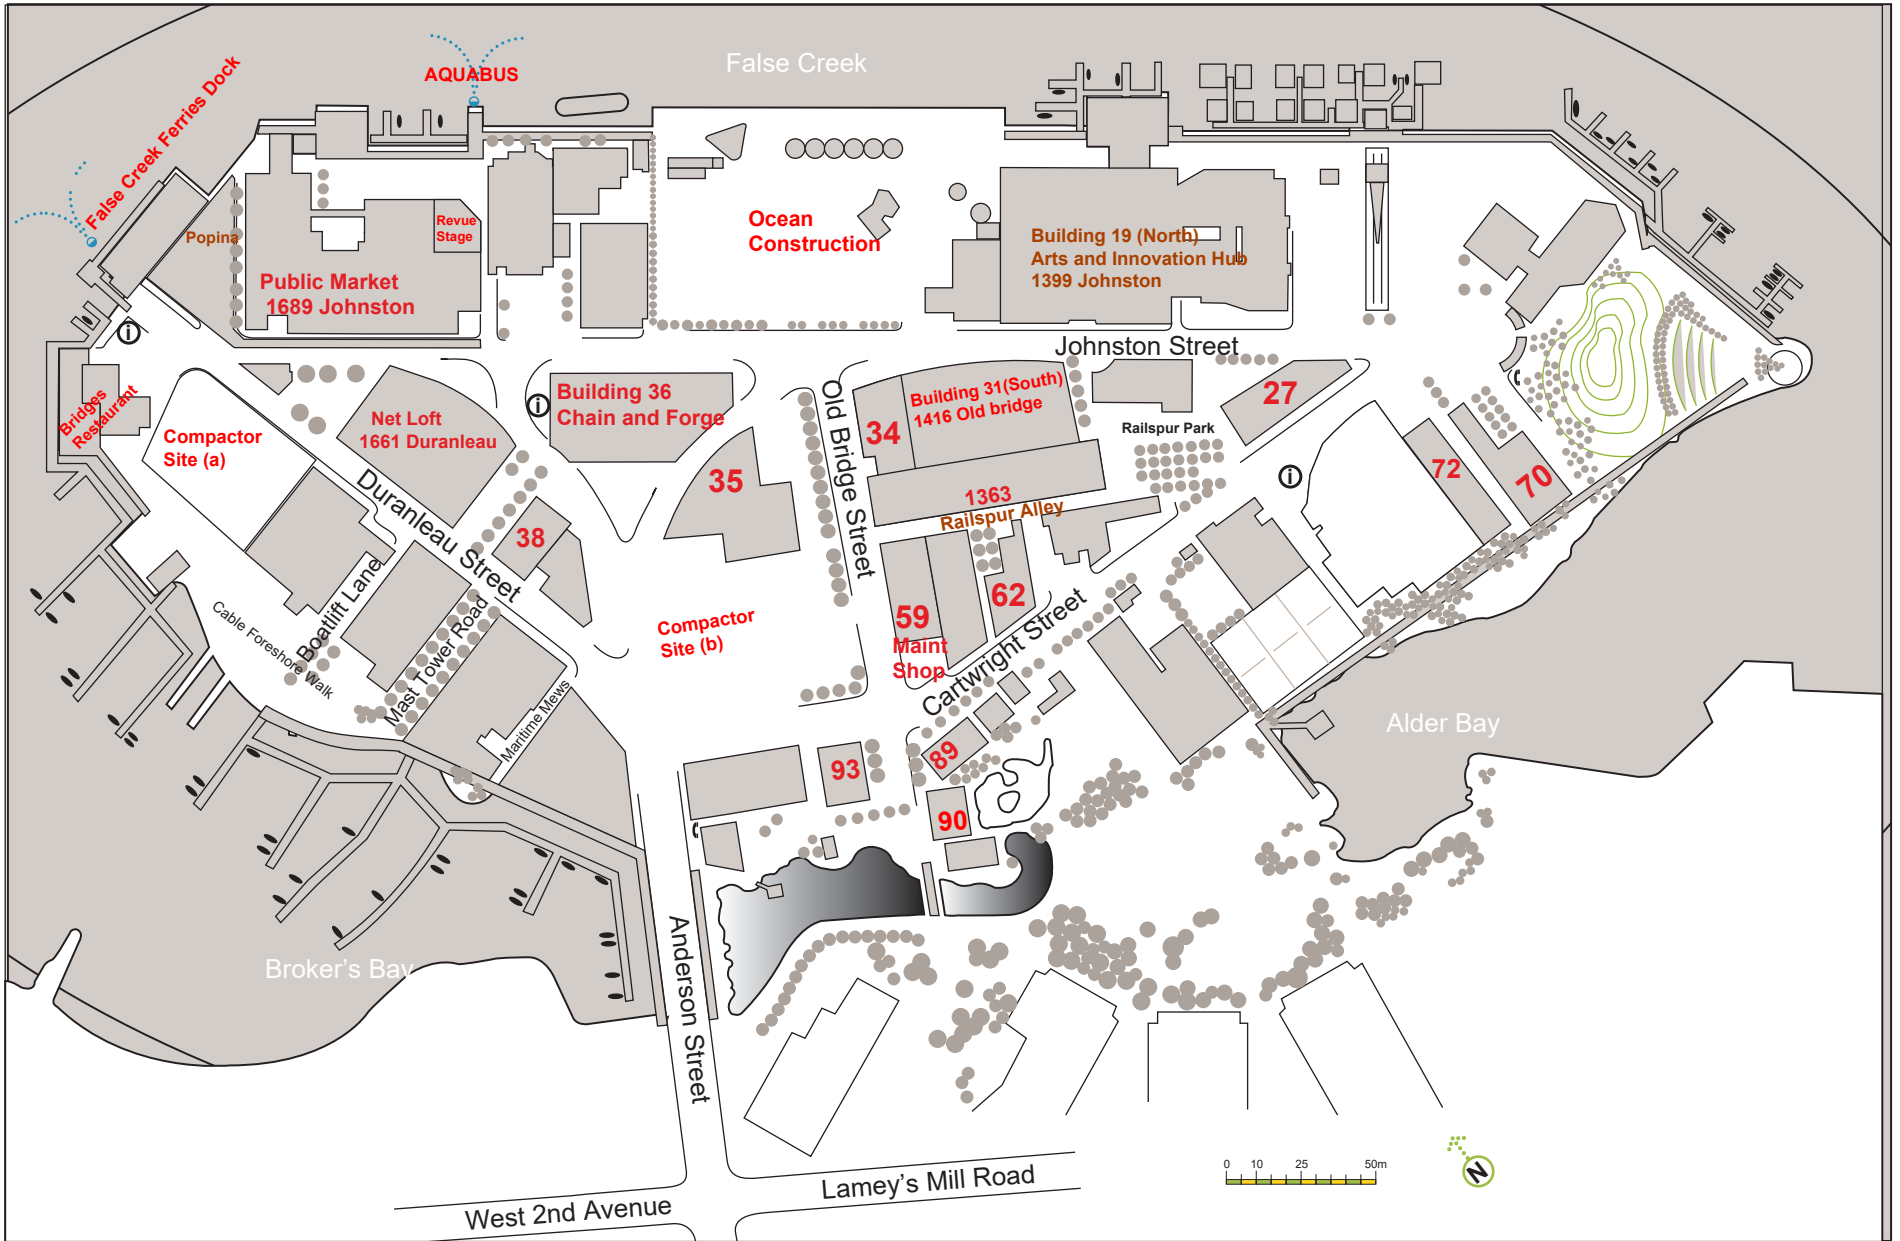 False Creek
AQUABUS
False Creek Ferries Dock
Popina
Revue
Stage
Public Market
1689 Johnston
Ocean
Construction
Building 19 (North)
Arts and Innovation Hub
1399 Johnston
i
Johnston Street
Bridges
Restaurant
Compactor
Site (a)
Net Loft
1661 Duranleau
i
Building 36
Chain and Forge
Old Bridge Street
34
Building 31(South)
1416 Old bridge
27
Railspur Park
35
1363
Railspur Alley
i
72
70
Duranleau Street
38
Boatlift Lane
Cable Foreshore Walk
Mast Tower Road
Maritime Mews
Compactor
Site (b)
59
Maint
Shop
62
Cartwright Street
Alder Bay
93
89
90
Broker's Bay
Anderson Street
0 10 25 50m
N
West 2nd Avenue
Lamey's Mill Road